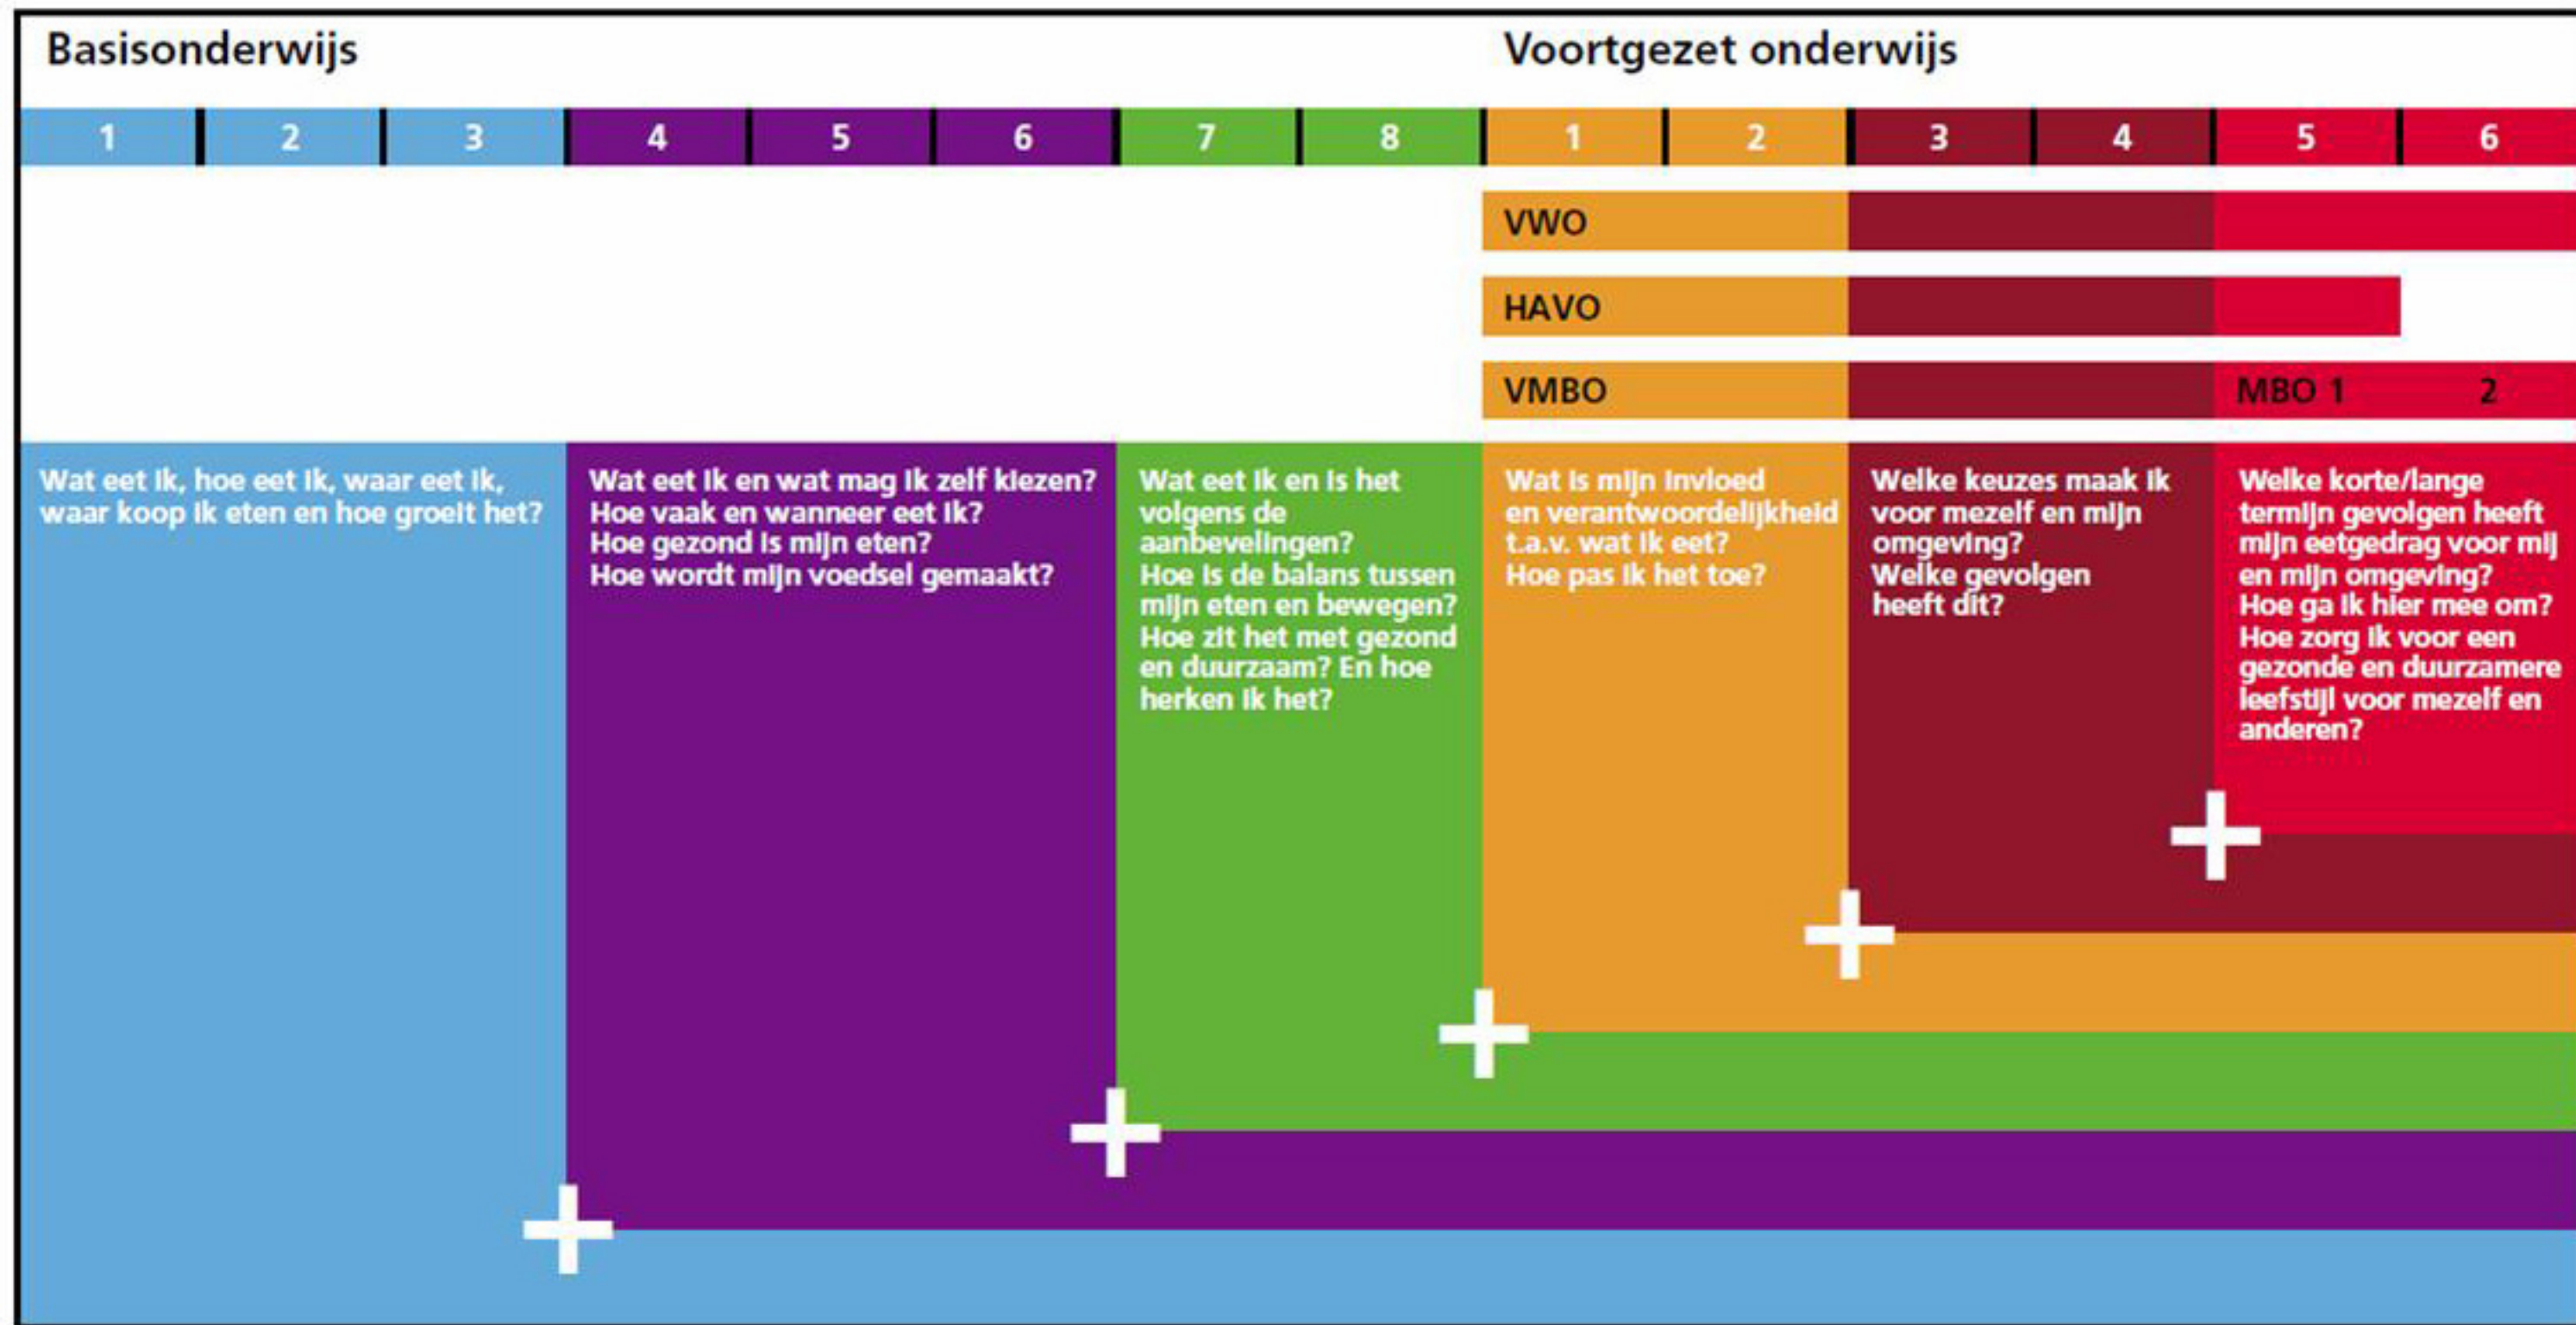 Basisonderwijs
Voortgezet onderwijs
1 2 3 4 5 6 7 8 1 2 3 4 5 6
VWO
HAVO
VMBO
MBO 1 2
Wat eet ik, hoe eet ik, waar eet ik,
waar koop ik eten en hoe groeit het?
Wat eet ik en wat mag ik zelf kiezen?
Hoe vaak en wanneer eet ik?
Hoe gezond is mijn eten?
Hoe wordt mijn voedsel gemaakt?
Wat eet ik en is het
volgens de
aanbevelingen?
Hoe is de balans tussen
mijn eten en bewegen?
Hoe zit het met gezond
en duurzaam? En hoe
herken ik het?
Wat is mijn invloed
en verantwoordelijkheid
t.a.v. wat ik eet?
Hoe pas ik het toe?
Welke keuzes maak ik
voor mezelf en mijn
omgeving?
Welke gevolgen
heeft dit?
Welke korte/lange
termijn gevolgen heeft
mijn eetgedrag voor mij
en mijn omgeving?
Hoe ga ik hier mee om?
Hoe zorg ik voor een
gezonde en duurzamere
leefstijl voor mezelf en
anderen?